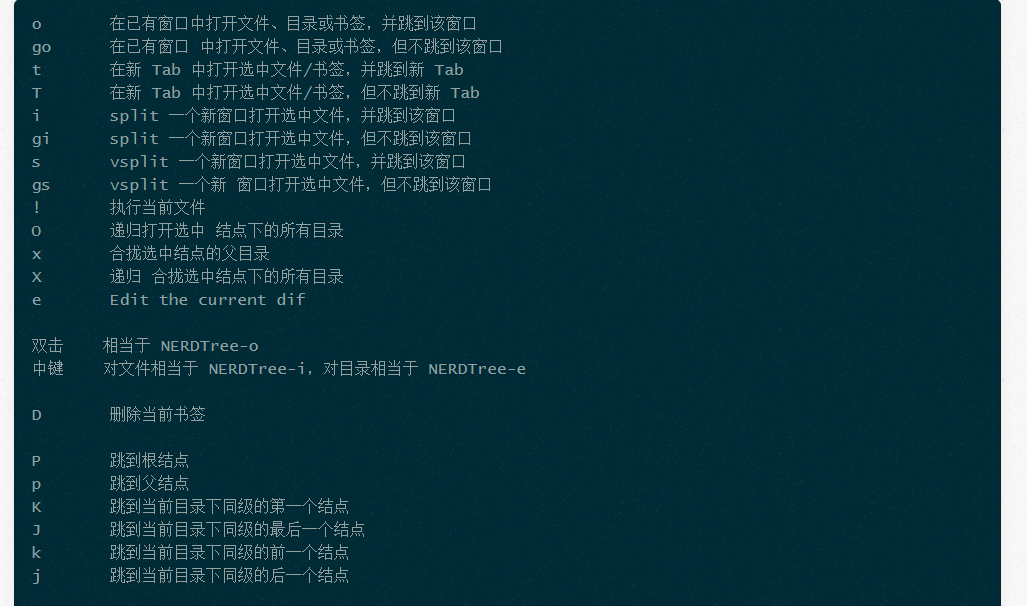 o 在已有窗口中打开文件、目录或书签，并跳到该窗口
go 在已有窗口 中打开文件、目录或书签，但不跳到该窗口
t 在新 Tab 中打开选中文件/书签，并跳到新 Tab
T 在新 Tab 中打开选中文件/书签，但不跳到新 Tab
i split 一个新窗口打开选中文件，并跳到该窗口
gi split 一个新窗口打开选中文件，但不跳到该窗口
s vsplit 一个新窗口打开选中文件，并跳到该窗口
gs vsplit 一个新 窗口打开选中文件，但不跳到该窗口
! 执行当前文件
O 递归打开选中 结点下的所有目录
x 合拢选中结点的父目录
X 递归 合拢选中结点下的所有目录
e Edit the current dif
双击 相当于 NERDTree-o
中键 对文件相当于 NERDTree-i，对目录相当于 NERDTree-e
D 删除当前书签
P 跳到根结点
p 跳到父结点
K 跳到当前目录下同级的第一个结点
J 跳到当前目录下同级的最后一个结点
k 跳到当前目录下同级的前一个结点
j 跳到当前目录下同级的后一个结点